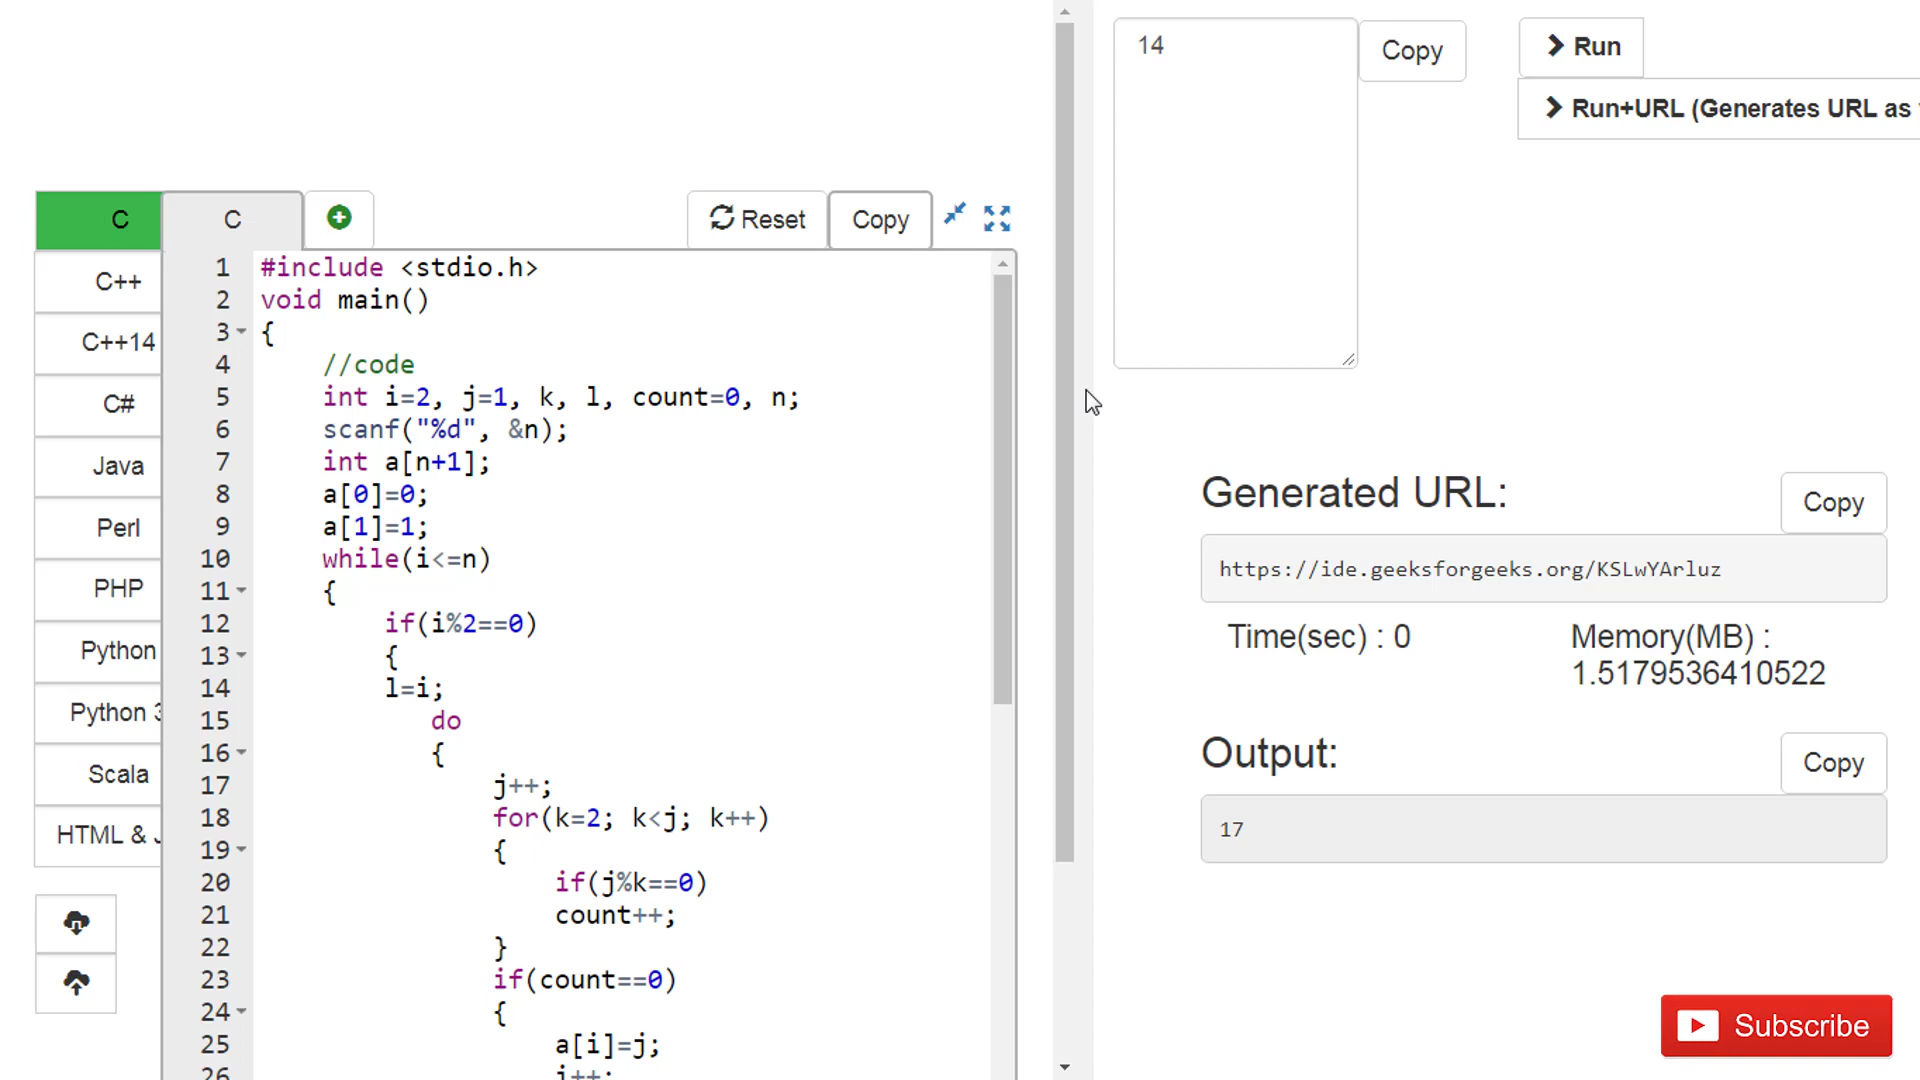 14
Copy
Run
Run+URL (Generates URL as
C
C
Reset
Copy
C++
C++14
C#
Java
Perl
PHP
Python
Python 3
Scala
HTML &
1 #include <stdio.h>
2 void main()
3 {
4 //code
5 int i=2, j=1, k, l, count=0, n;
6 scanf("%d", &n);
7 int a[n+1];
8 a[0]=0;
9 a[1]=1;
10 while(i<=n)
11 {
12 if(i%2==0)
13 {
14 l=i;
15 do
16 {
17 j++;
18 for(k=2; k<j; k++)
19 {
20 if(j%k==0)
21 count++;
22 }
23 if(count==0)
24 {
25 a[i]=j;
26
Generated URL:
Copy
https://ide.geeksforgeeks.org/KSLwYArluz
Time(sec) : 0
Memory(MB) :
1.5179536410522
Output:
Copy
17
Subscribe